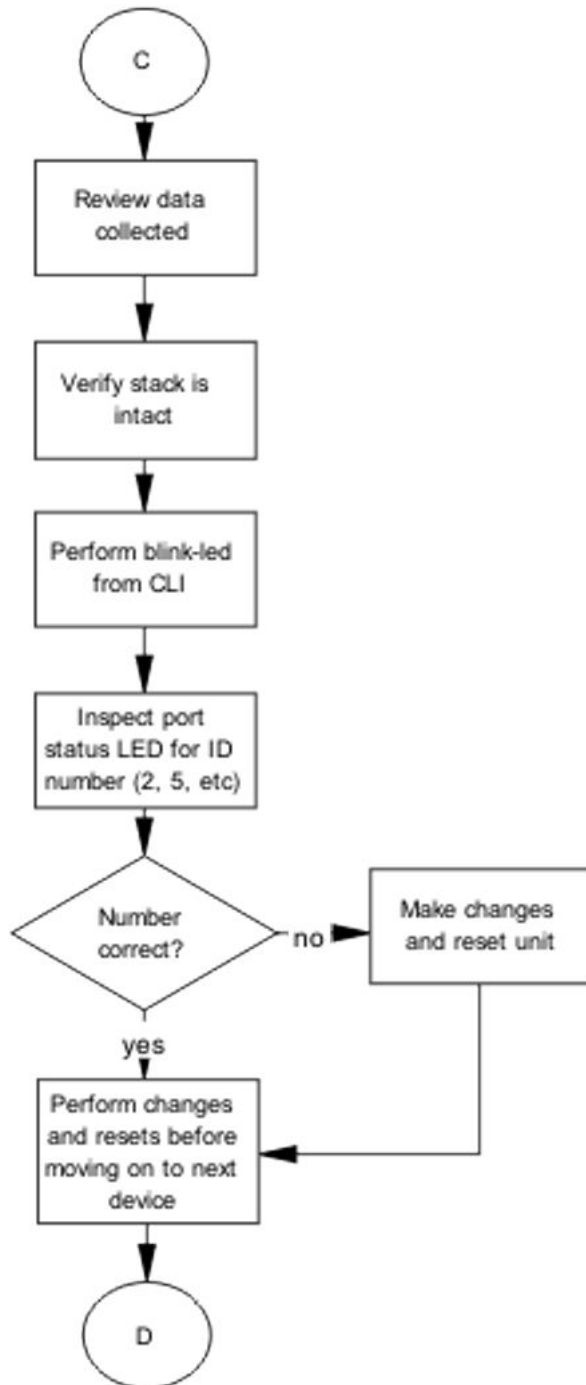 C
Review data
collected
Verify stack is
intact
Perform blink-led
from CLI
Inspect port
status LED for ID
number (2, 5, etc)
Number
correct?
no
Make changes
and reset unit
yes
Perform changes
and resets before
moving on to next
device
D